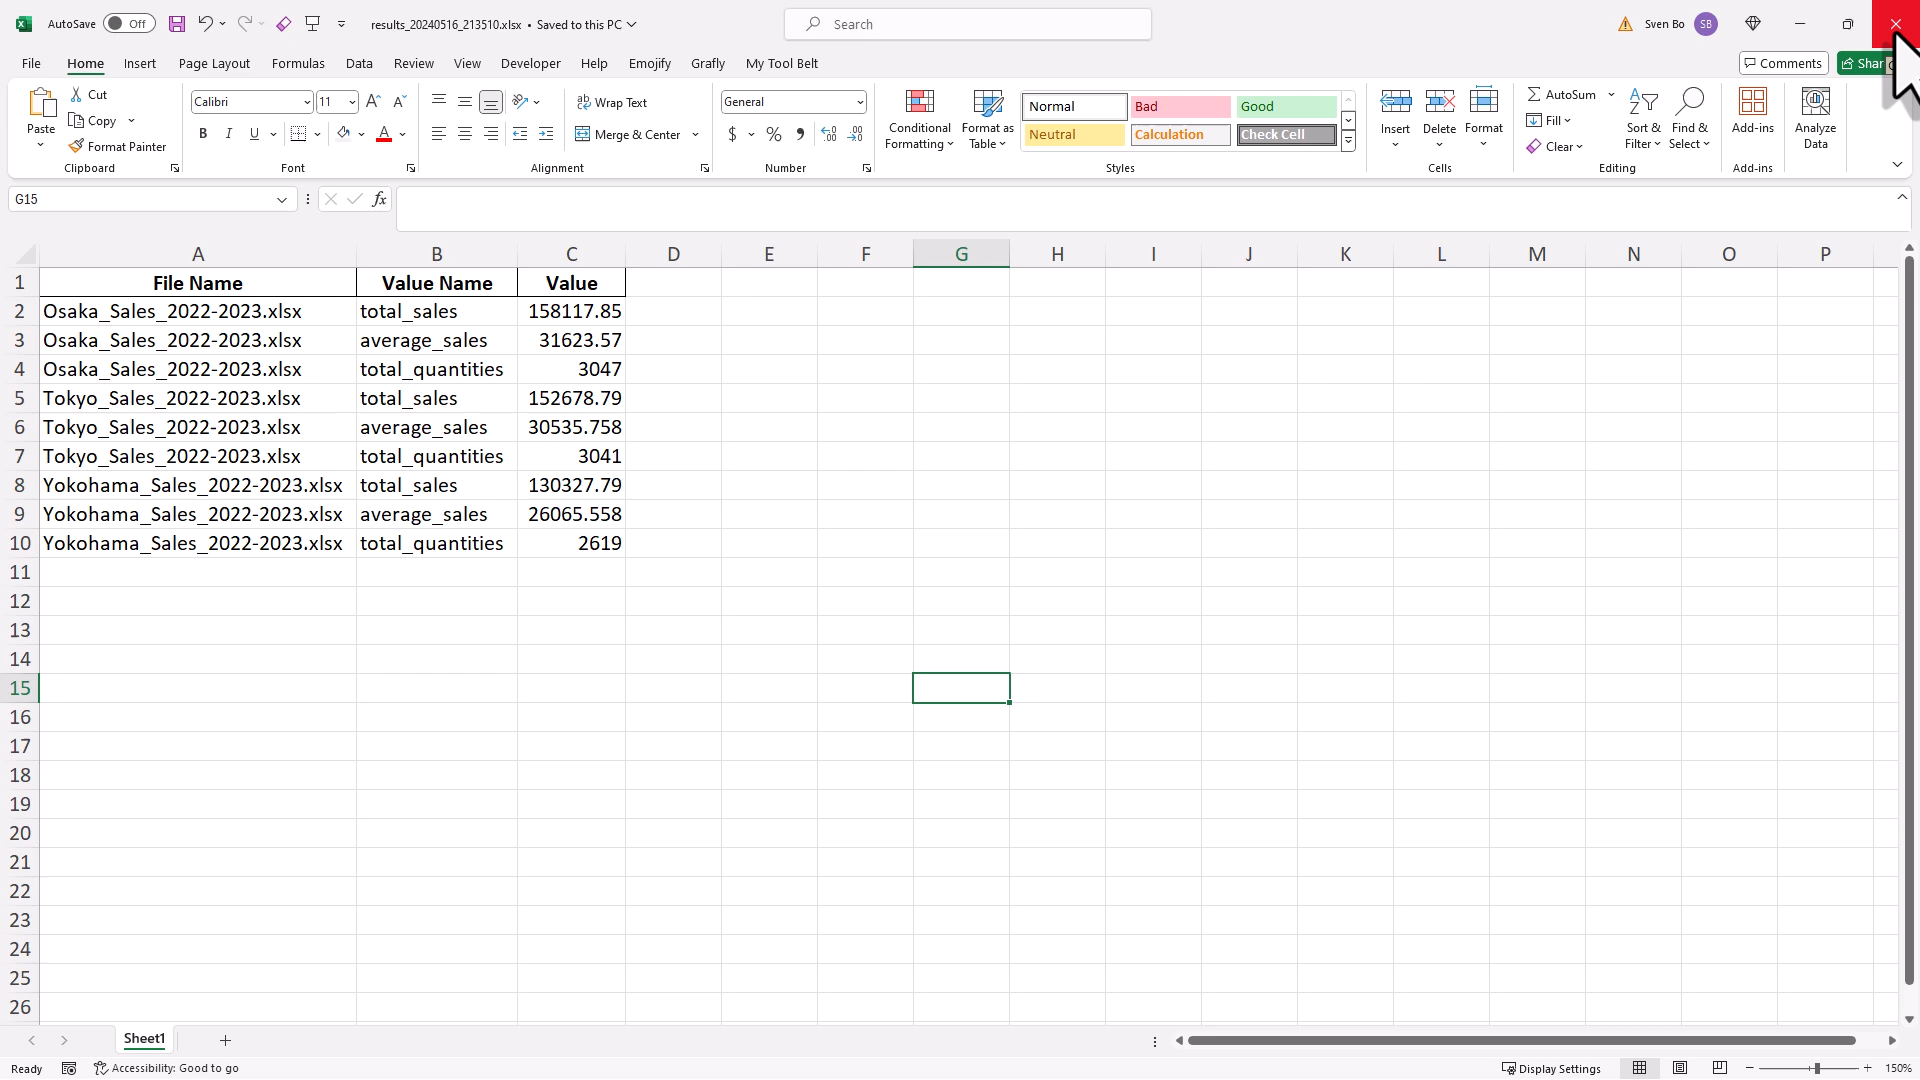 AutoSave Off results_20240516_213510.xlsx • Saved to this PC Search Sven Bo SB
File Home Insert Page Layout Formulas Data Review View Developer Help Emojify Grafly My Tool Belt Comments Shar
Paste Cut Copy Format Painter Clipboard
Calibri 11 B I U A Font
Wrap Text Merge & Center Alignment
General $ % Number
Conditional Formatting Format as Table
Normal Bad Good
Neutral Calculation Check Cell
Styles
Insert Delete Format Cells
AutoSum Fill Clear Sort & Filter Find & Select Editing
Add-ins Add-ins
Analyze Data
G15 fx
A B C D E F G H I J K L M N O P
1 File Name Value Name Value
2 Osaka_Sales_2022-2023.xlsx total_sales 158117.85
3 Osaka_Sales_2022-2023.xlsx average_sales 31623.57
4 Osaka_Sales_2022-2023.xlsx total_quantities 3047
5 Tokyo_Sales_2022-2023.xlsx total_sales 152678.79
6 Tokyo_Sales_2022-2023.xlsx average_sales 30535.758
7 Tokyo_Sales_2022-2023.xlsx total_quantities 3041
8 Yokohama_Sales_2022-2023.xlsx total_sales 130327.79
9 Yokohama_Sales_2022-2023.xlsx average_sales 26065.558
10 Yokohama_Sales_2022-2023.xlsx total_quantities 2619
11
12
13
14
15
16
17
18
19
20
21
22
23
24
25
26
Sheet1
Ready Accessibility: Good to go Display Settings 150%